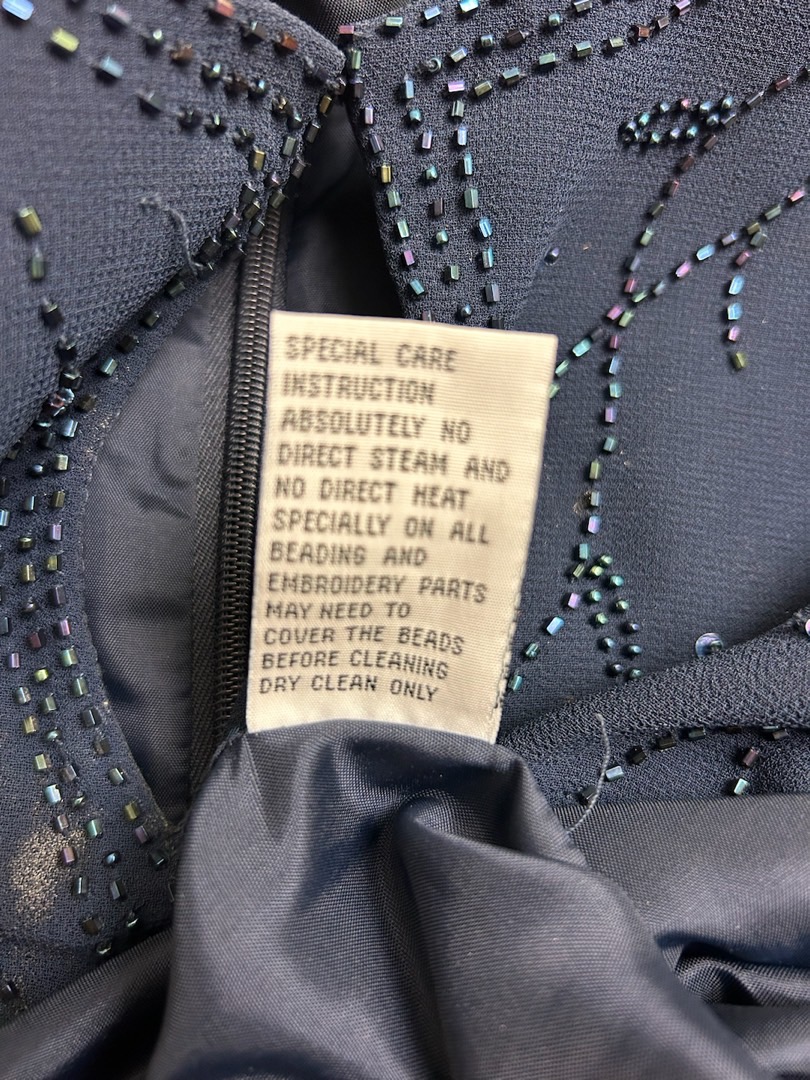 SPECIAL CARE
INSTRUCTION
ABSOLUTELY NO
DIRECT STEAM AND
NO DIRECT HEAT
SPECIALLY ON ALL
BEADING AND
EMBROIDERY PARTS
MAY NEED TO
COVER THE BEADS
BEFORE CLEANING
DRY CLEAN ONLY